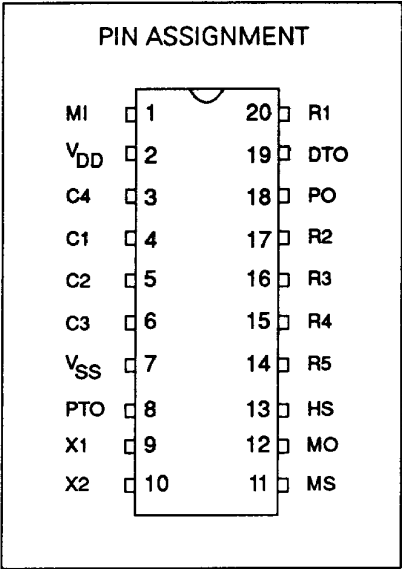 PIN ASSIGNMENT
MI 1 20 R1
VDD 2 19 DTO
C4 3 18 PO
C1 4 17 R2
C2 5 16 R3
C3 6 15 R4
VSS 7 14 R5
PTO 8 13 HS
X1 9 12 MO
X2 10 11 MS